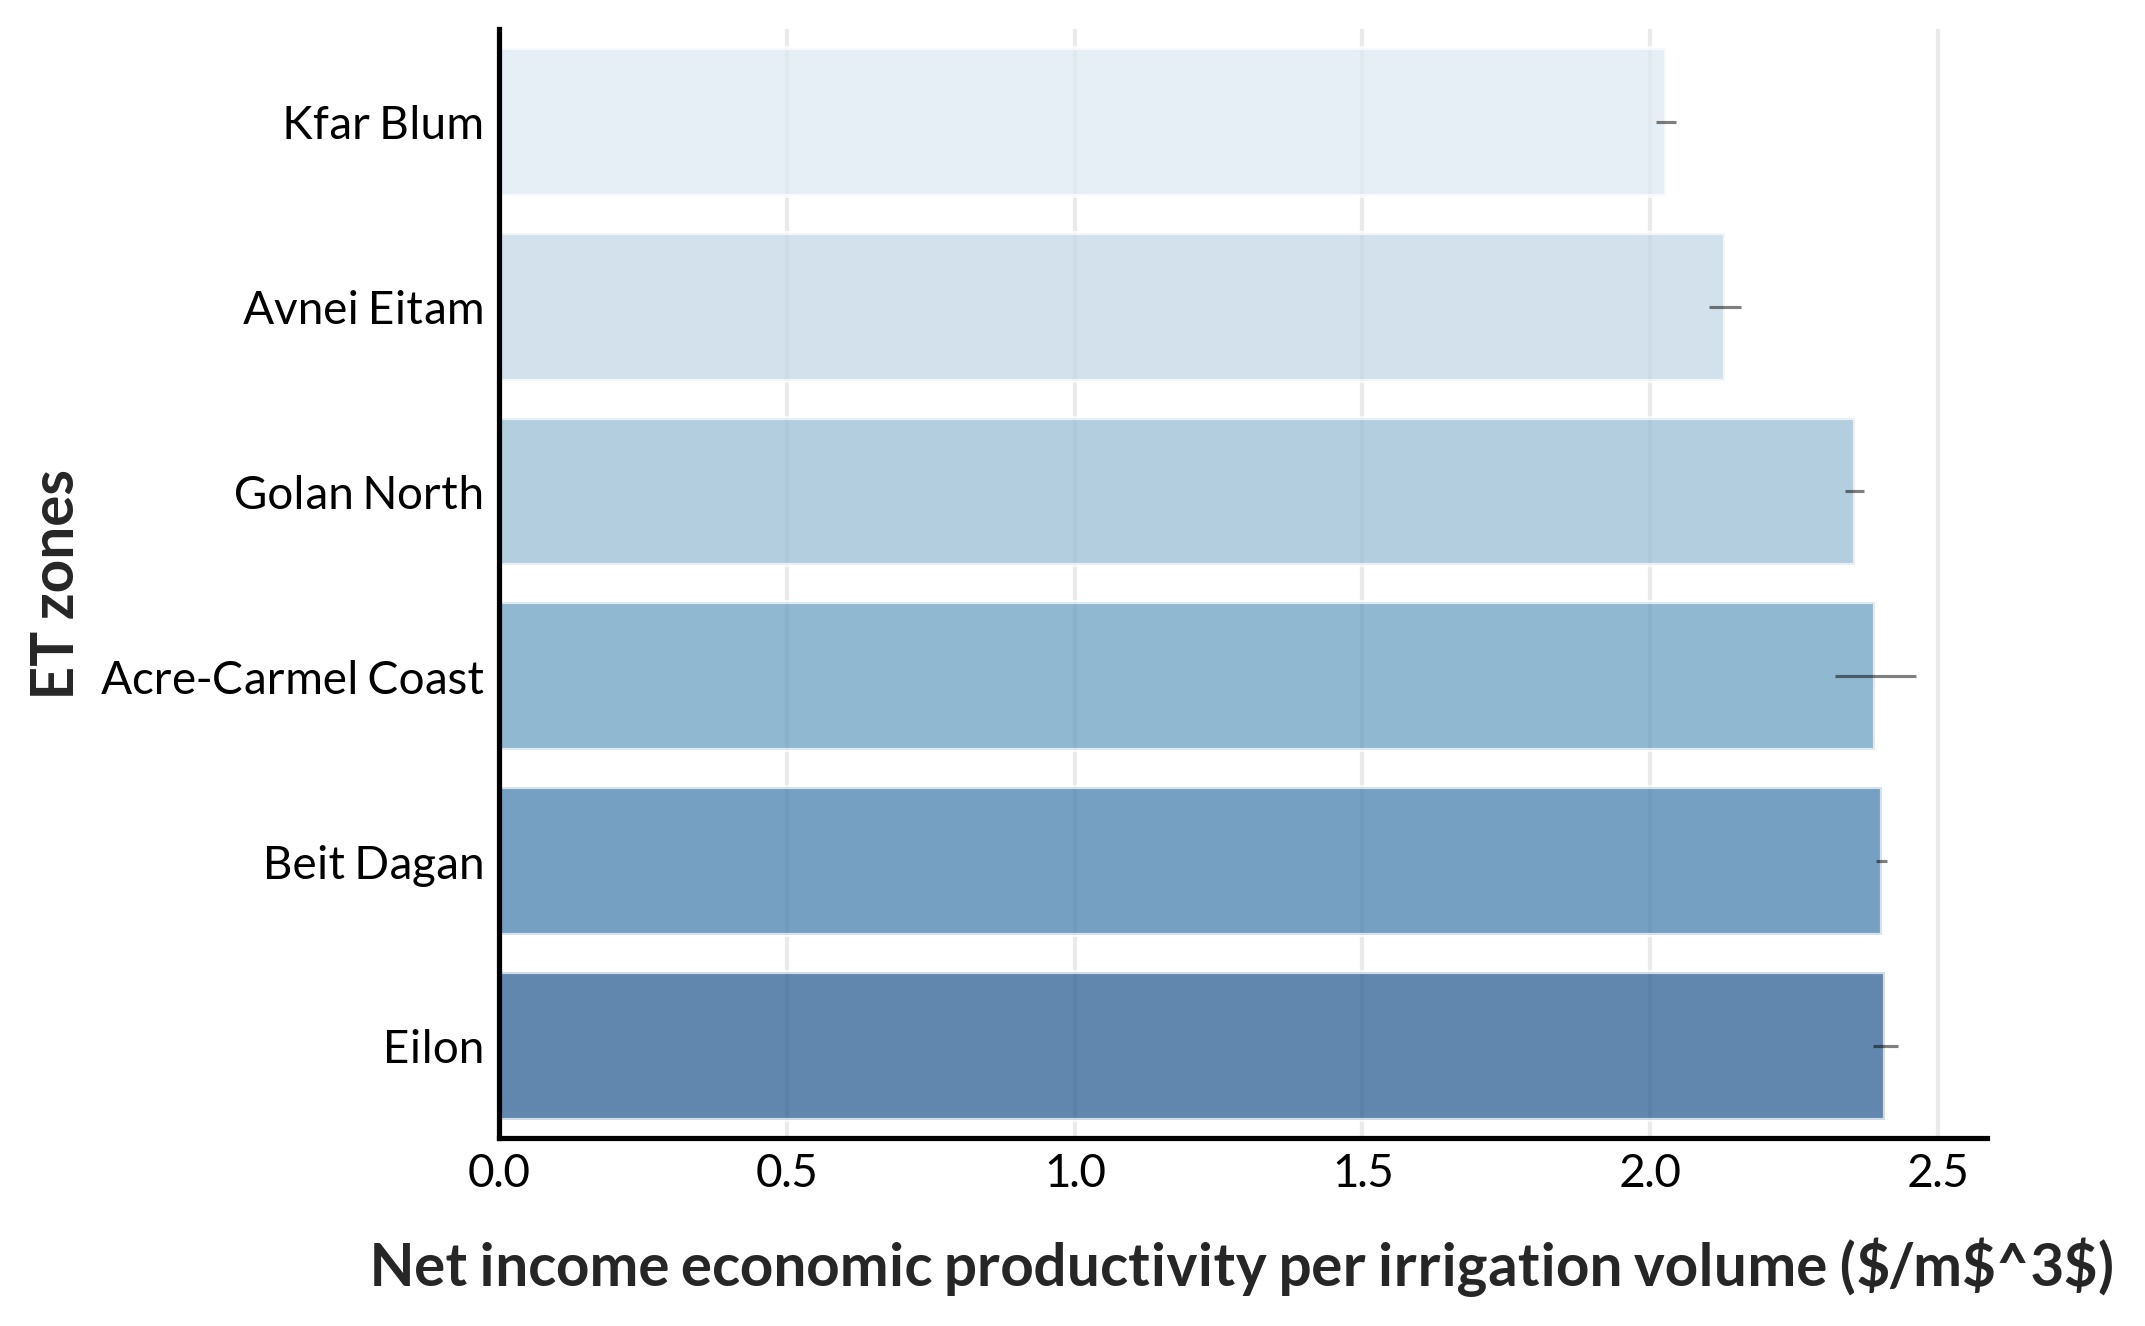 ET zones
Kfar Blum
Avnei Eitam
Golan North
Acre-Carmel Coast
Beit Dagan
Eilon
0.0 0.5 1.0 1.5 2.0 2.5
Net income economic productivity per irrigation volume ($/m$^3$)